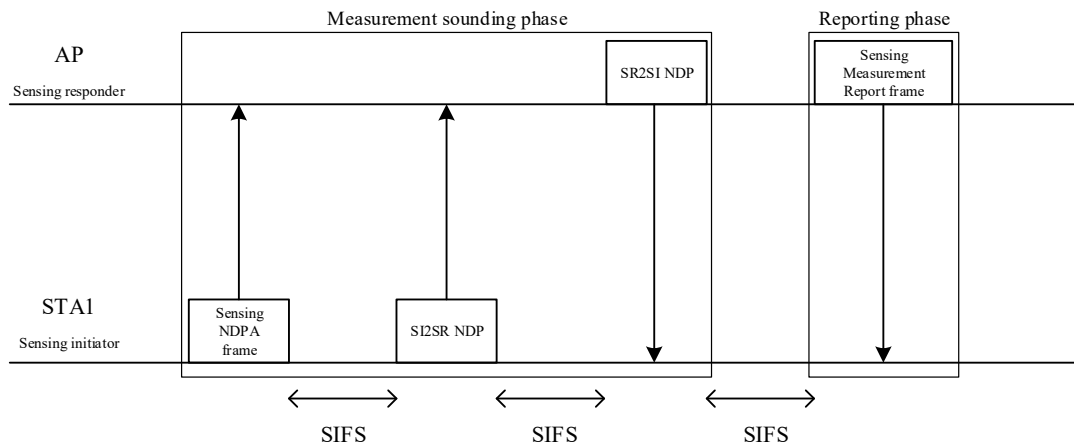 Measurement sounding phase
Reporting phase
AP
Sensing responder
SR2SI NDP
Sensing
Measurement
Report frame
STA1
Sensing initiator
Sensing
NDPA
frame
SI2SR NDP
SIFS
SIFS
SIFS